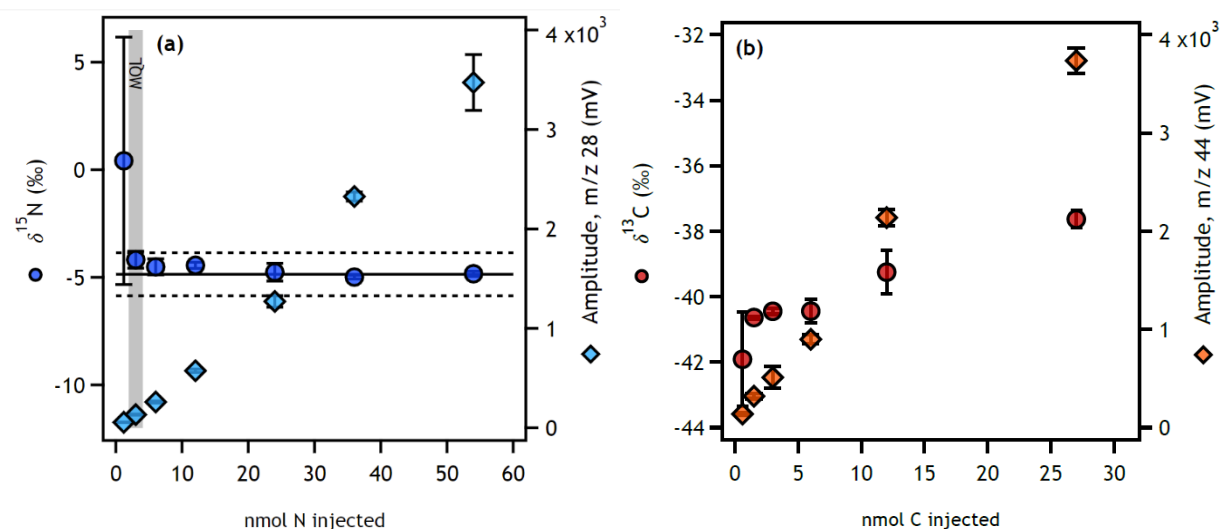 (a)
MQL
5
0
-5
-10
δ¹⁵N (‰)
4 x10³
3
2
1
0
Amplitude, m/z 28 (mV)
0 10 20 30 40 50 60
nmol N injected
(b)
-32
-34
-36
-38
-40
-42
-44
δ¹³C (‰)
4 x10³
3
2
1
0
Amplitude, m/z 44 (mV)
0 5 10 15 20 25 30
nmol C injected